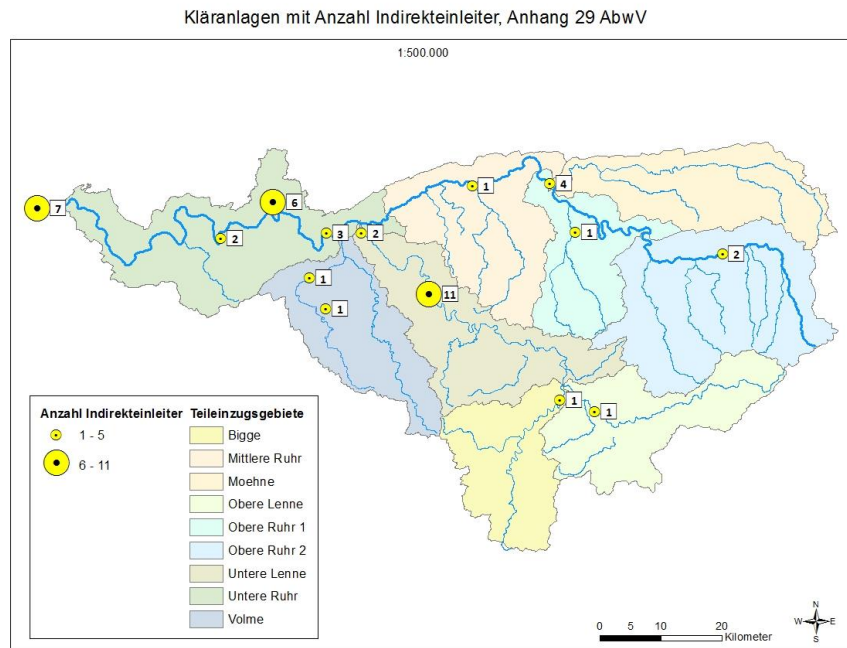 Kläranlagen mit Anzahl Indirekteinleiter, Anhang 29 AbwV
1:500.000
1
4
7
6
2
3
2
1
2
1
11
1
1
1
Anzahl Indirekteinleiter
1 - 5
6 - 11
Teileinzugsgebiete
Bigge
Mittlere Ruhr
Moehne
Obere Lenne
Obere Ruhr 1
Obere Ruhr 2
Untere Lenne
Untere Ruhr
Volme
N
W E
S
0 5 10 20
Kilometer